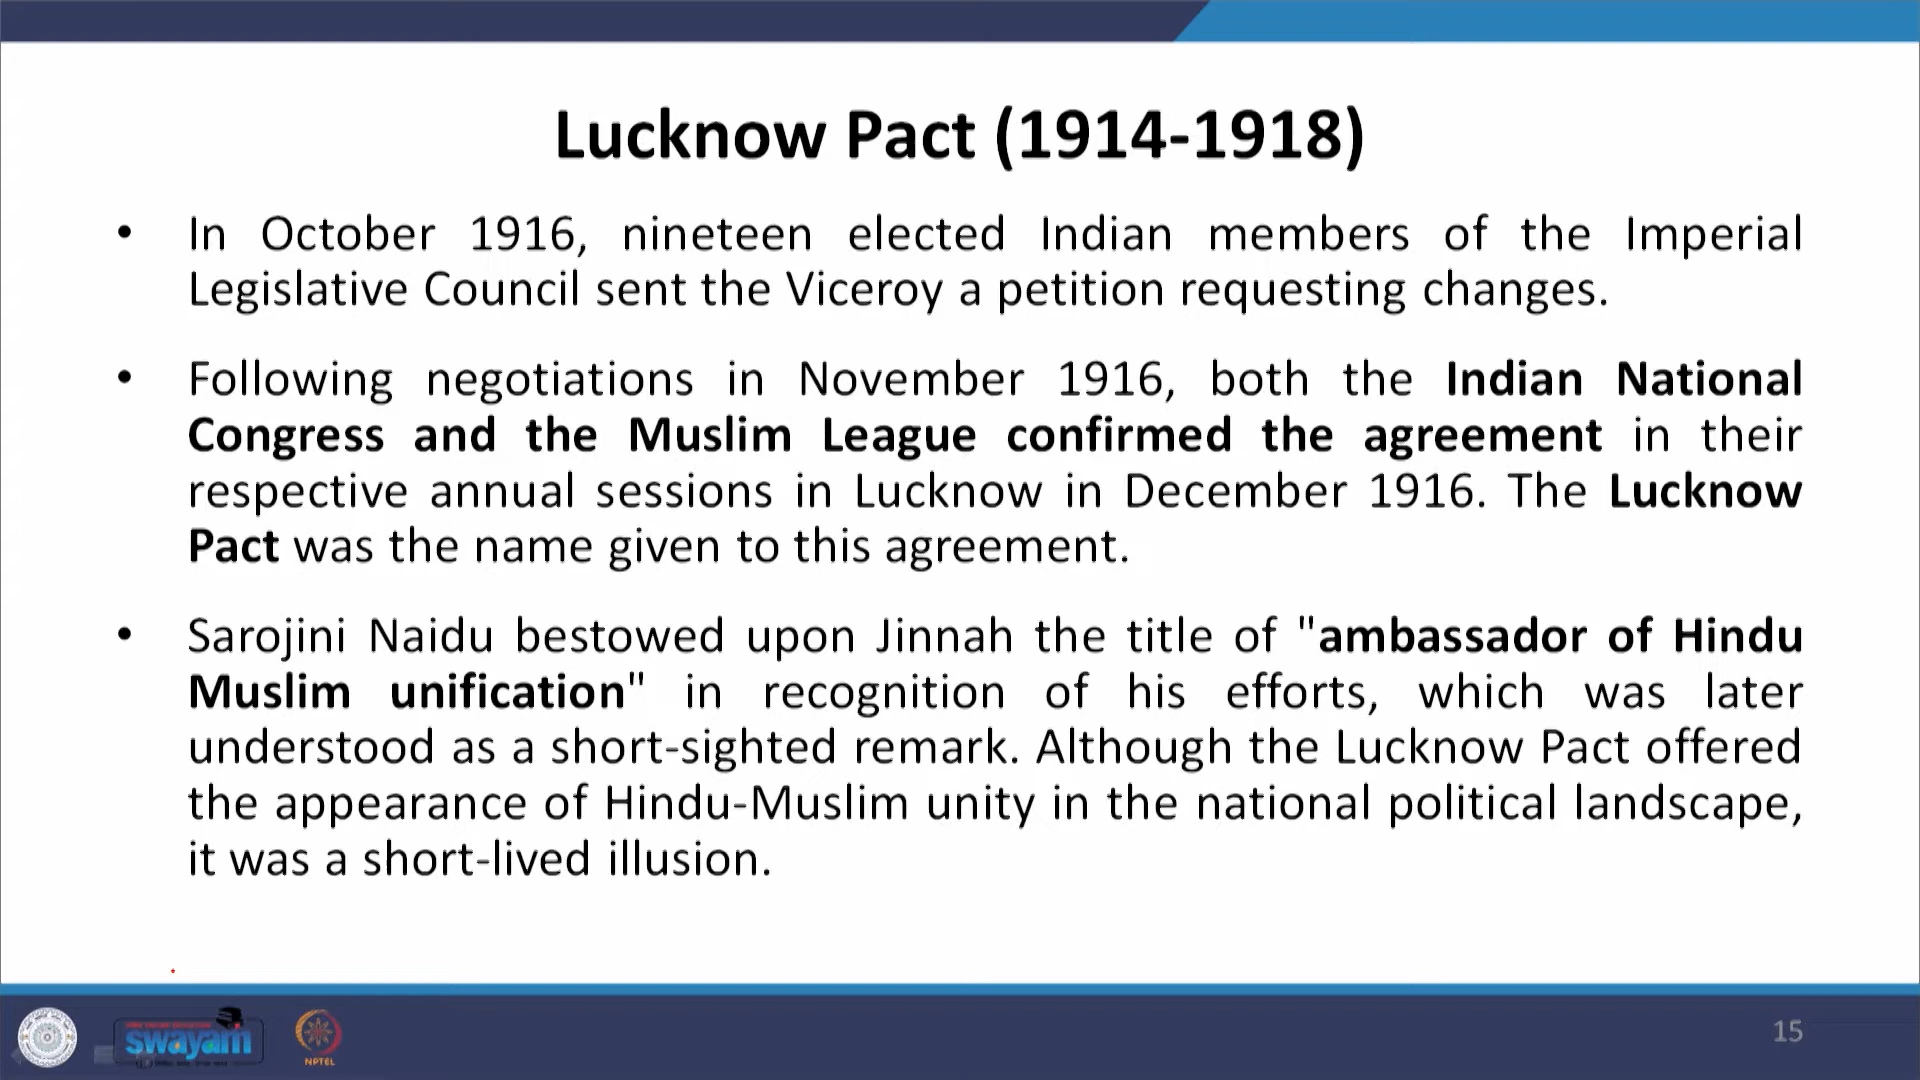 Lucknow Pact (1914-1918)
• In October 1916, nineteen elected Indian members of the Imperial
Legislative Council sent the Viceroy a petition requesting changes.
• Following negotiations in November 1916, both the Indian National
Congress and the Muslim League confirmed the agreement in their
respective annual sessions in Lucknow in December 1916. The Lucknow
Pact was the name given to this agreement.
• Sarojini Naidu bestowed upon Jinnah the title of "ambassador of Hindu
Muslim unification" in recognition of his efforts, which was later
understood as a short-sighted remark. Although the Lucknow Pact offered
the appearance of Hindu-Muslim unity in the national political landscape,
it was a short-lived illusion.
swayam
NPTEL
15